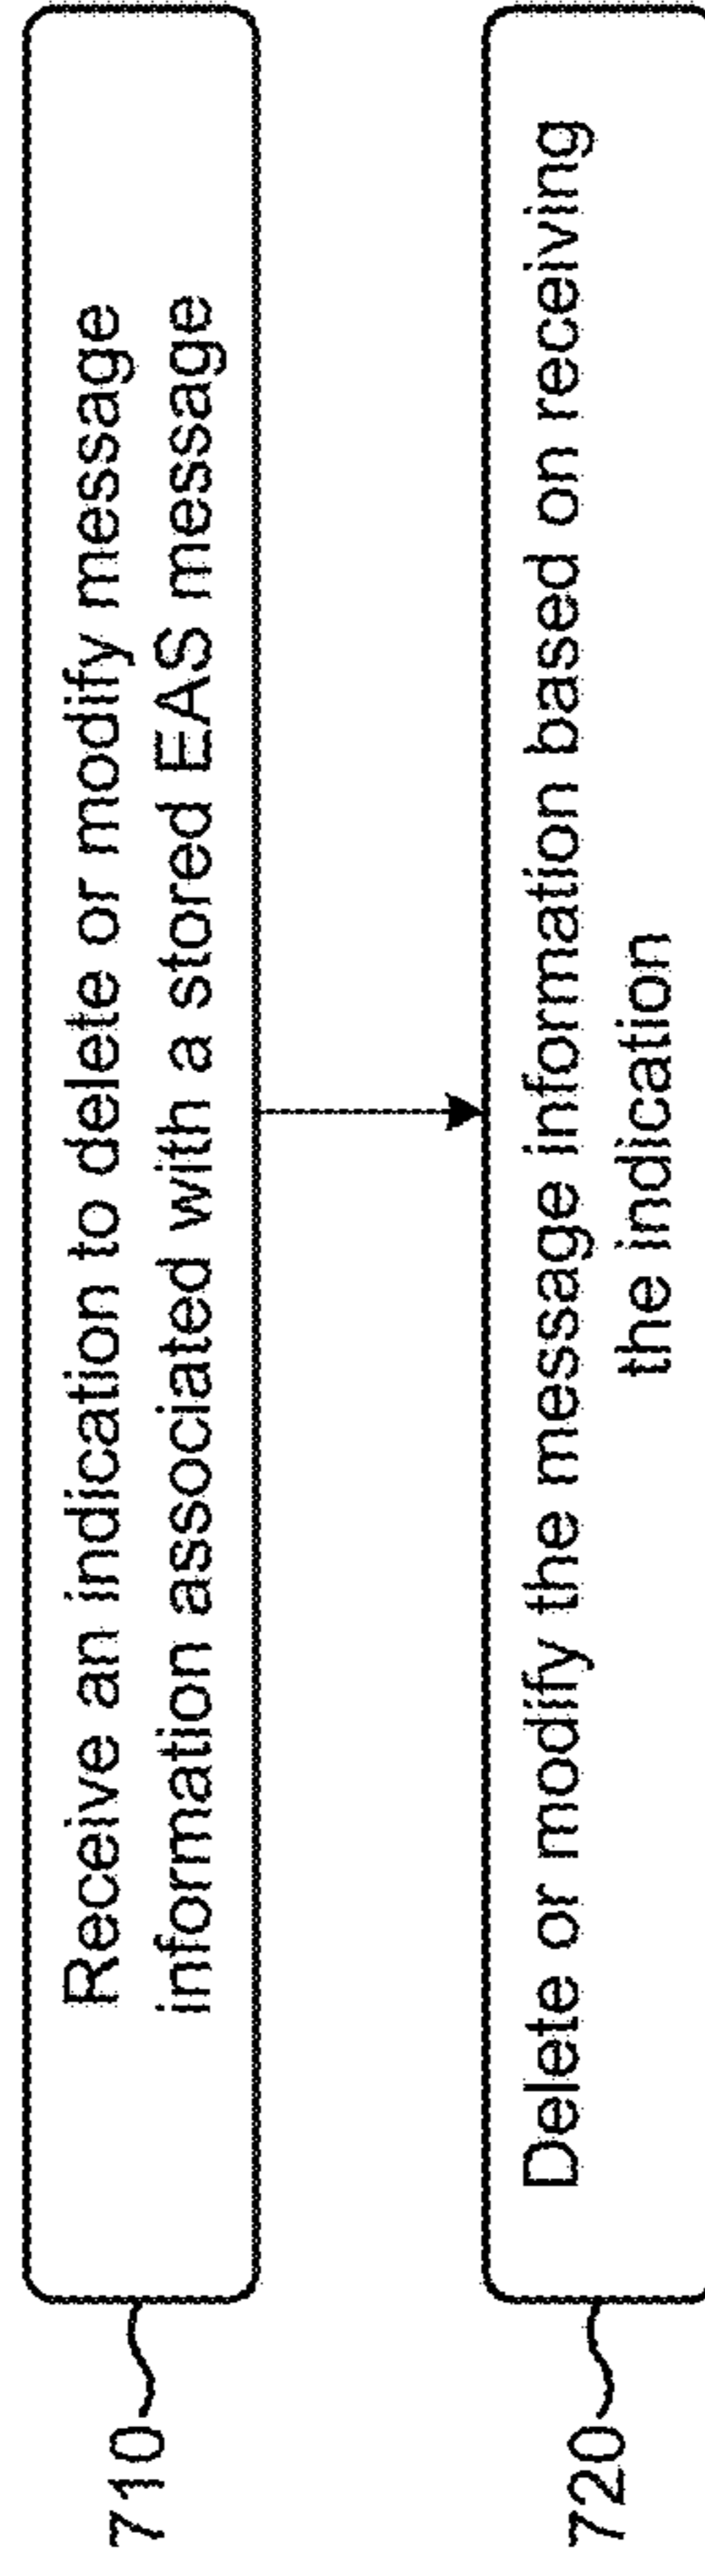 710
Receive an indication to delete or modify message
information associated with a stored EAS message
720
Delete or modify the message information based on receiving
the indication